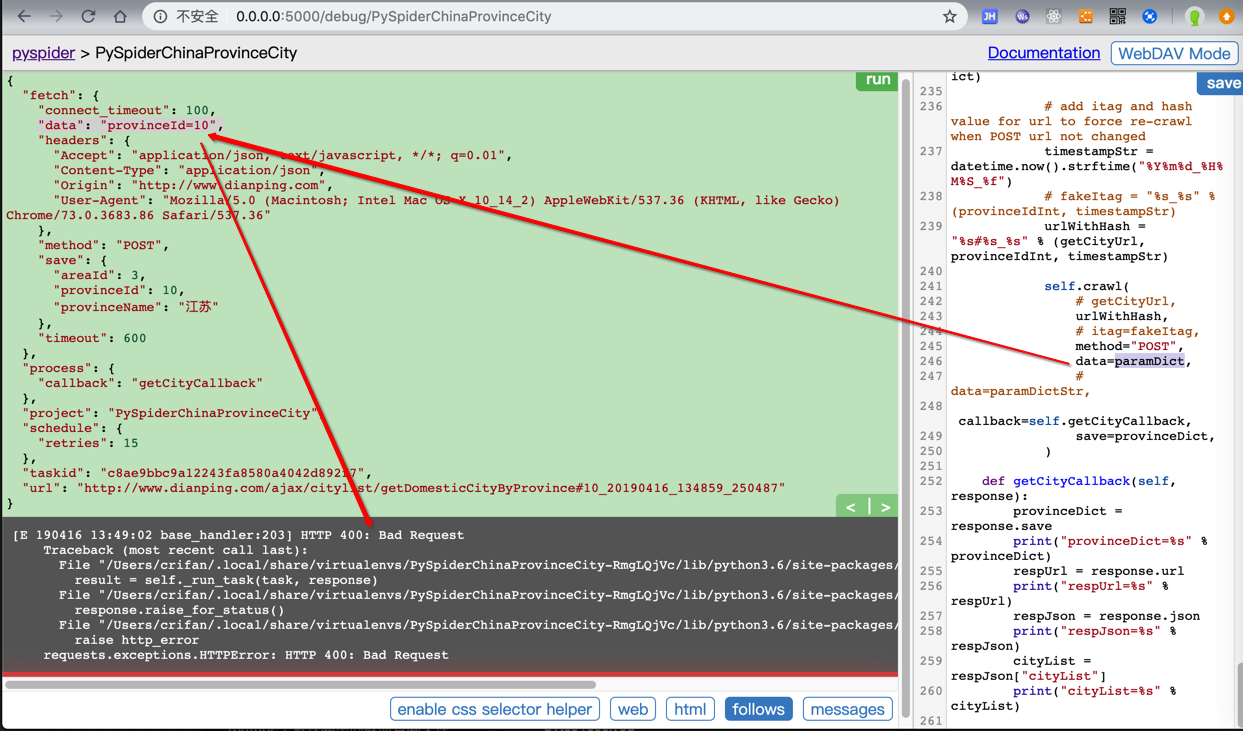 不安全
0.0.0.0:5000/debug/PySpiderChinaProvinceCity
pyspider > PySpiderChinaProvinceCity
Documentation
WebDAV Mode
run
{
"fetch": {
"connect_timeout": 100,
"data": "provinceId=10",
"headers": {
"Accept": "application/json, text/javascript, */*; q=0.01",
"Content-Type": "application/json",
"Origin": "http://www.dianping.com",
"User-Agent": "Mozilla/5.0 (Macintosh; Intel Mac OS X 10_14_2) AppleWebKit/537.36 (KHTML, like Gecko)
Chrome/73.0.3683.86 Safari/537.36"
},
"method": "POST",
"save": {
"areaId": 3,
"provinceId": 10,
"provinceName": "江苏"
},
"timeout": 600
},
"process": {
"callback": "getCityCallback"
},
"project": "PySpiderChinaProvinceCity",
"schedule": {
"retries": 15
},
"url": "http://www.dianping.com/ajax/citylist/getDomesticCityByProvince#10_20190416_134859_250487"
}
< | >
[E 190416 13:49:02 base_handler:203] HTTP 400: Bad Request
Traceback (most recent call last):
File "/Users/crifan/.local/share/virtualenvs/PySpiderChinaProvinceCity-RmgLQjVc/lib/python3.6/site-packages/
result = self._run_task(task, response)
File "/Users/crifan/.local/share/virtualenvs/PySpiderChinaProvinceCity-RmgLQjVc/lib/python3.6/site-packages/
response.raise_for_status()
File "/Users/crifan/.local/share/virtualenvs/PySpiderChinaProvinceCity-RmgLQjVc/lib/python3.6/site-packages/
raise http_error
requests.exceptions.HTTPError: HTTP 400: Bad Request
enable css selector helper
web
html
follows
messages
save
ict)
235
236 # add itag and hash
value for url to force re-crawl
when POST url not changed
237 timestampStr =
datetime.now().strftime("%Y%m%d_%H%
M%S_%f")
238 # fakeItag = "%s_%s" %
(provinceIdInt, timestampStr)
239 urlWithHash =
"%s#%s_%s" % (getCityUrl,
provinceIdInt, timestampStr)
240
241 self.crawl(
242 # getCityUrl,
243 urlWithHash,
244 # itag=fakeItag,
245 method="POST",
246 data=paramDict,
247 #
data=paramDictStr,
248
callback=self.getCityCallback,
249 save=provinceDict,
250 )
251
252 def getCityCallback(self,
response):
253 provinceDict =
response.save
254 print("provinceDict=%s" %
provinceDict)
255 respUrl = response.url
256 print("respUrl=%s" %
respUrl)
257 respJson = response.json
258 print("respJson=%s" %
respJson)
259 cityList =
respJson["cityList"]
260 print("cityList=%s" %
cityList)
261